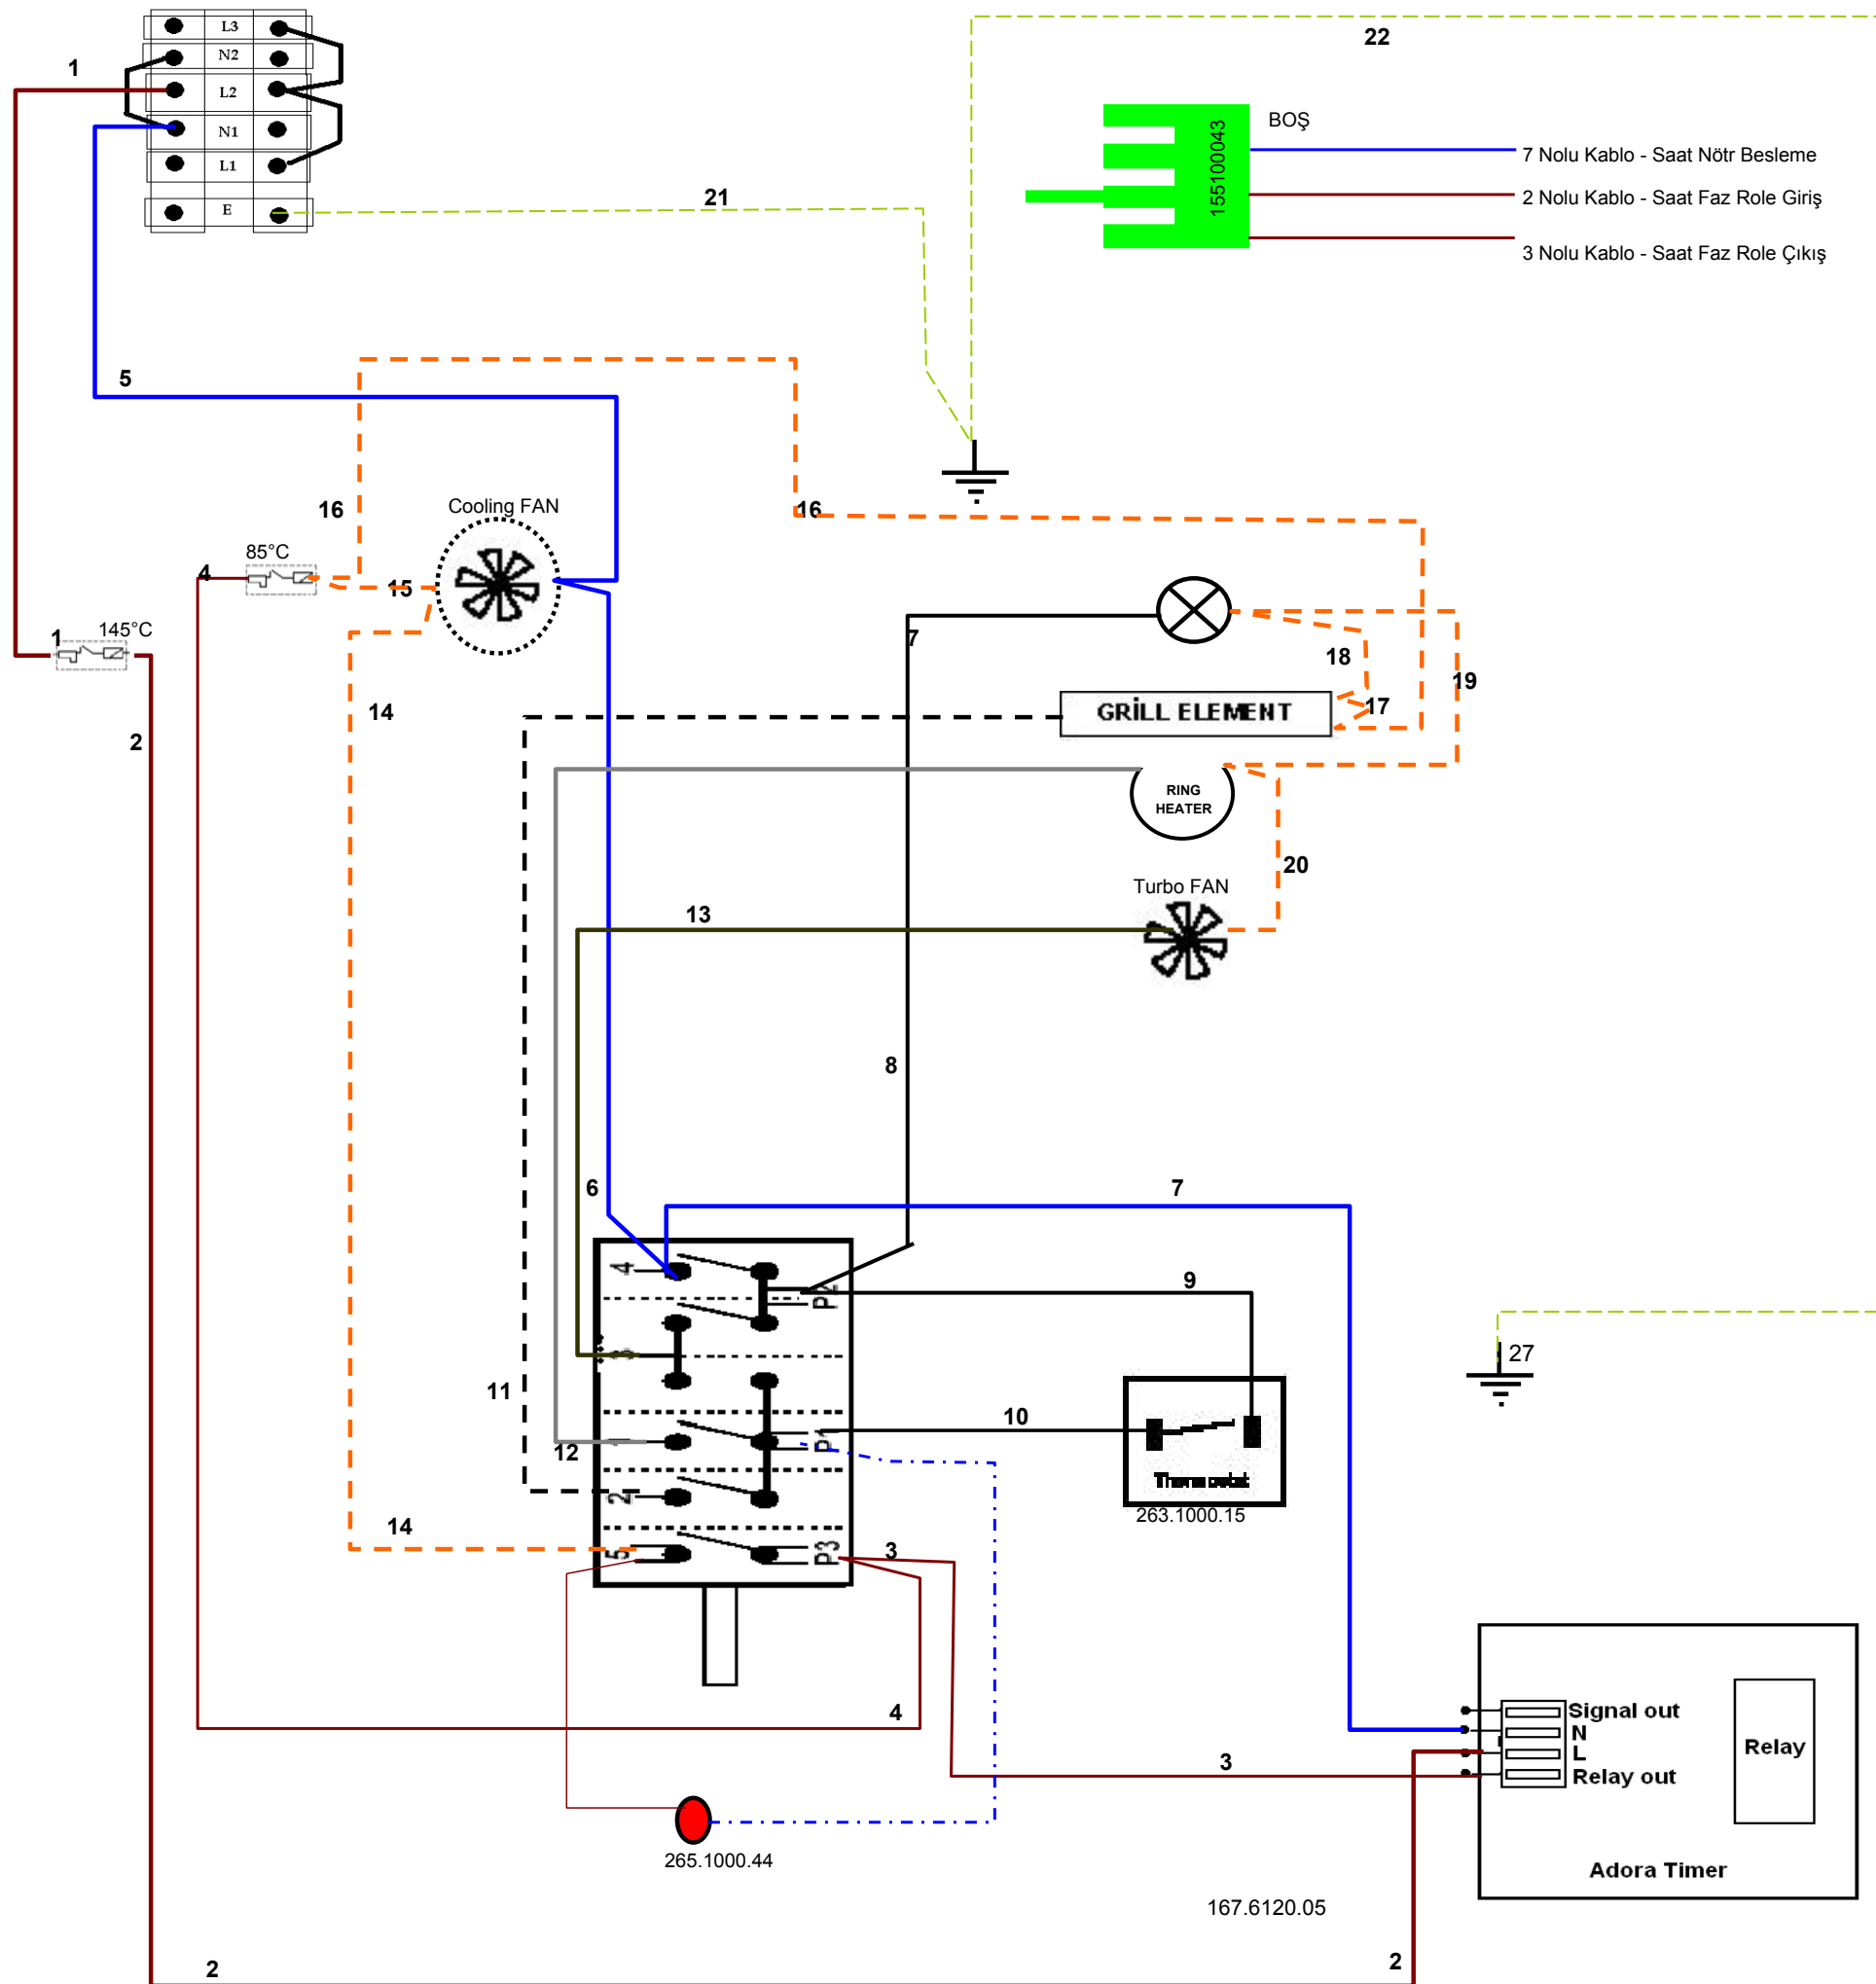 L3
N2
L2
N1
L1
E
1
22
155100043
BOŞ
7 Nolu Kablo - Saat Nötr Besleme
2 Nolu Kablo - Saat Faz Role Giriş
3 Nolu Kablo - Saat Faz Role Çıkış
21
5
16
Cooling FAN
16
85°C
4
15
1
145°C
7
18
19
14
17
GRİLL ELEMENT
2
RING
HEATER
20
Turbo FAN
13
8
6
7
4
P2
9
3
27
11
10
12
1
P1
Thermostat
2
263.1000.15
14
5
P3
3
4
Signal out
N
L
Relay out
Relay
3
265.1000.44
Adora Timer
167.6120.05
2
2